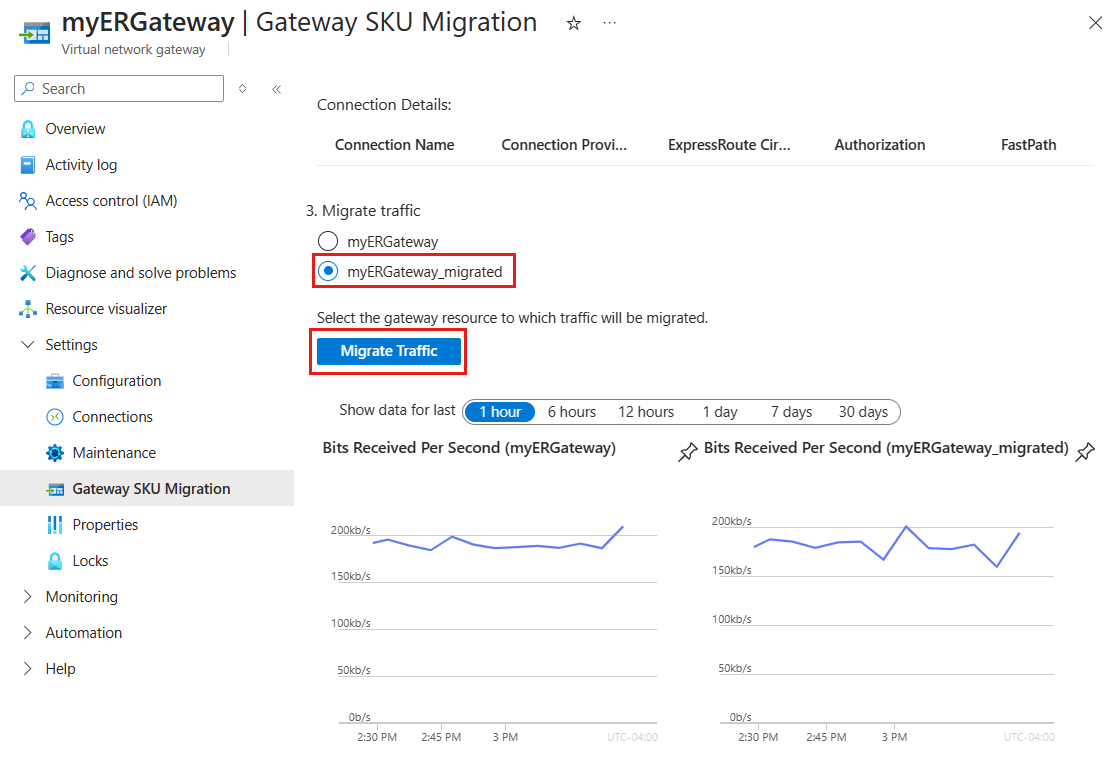 myERGateway | Gateway SKU Migration
Virtual network gateway
Search
Overview
Activity log
Access control (IAM)
Tags
Diagnose and solve problems
Resource visualizer
Settings
Configuration
Connections
Maintenance
Gateway SKU Migration
Properties
Locks
Monitoring
Automation
Help
Connection Details:
Connection Name Connection Provi... ExpressRoute Cir... Authorization FastPath
3. Migrate traffic
myERGateway
myERGateway_migrated
Select the gateway resource to which traffic will be migrated.
Migrate Traffic
Show data for last 1 hour 6 hours 12 hours 1 day 7 days 30 days
Bits Received Per Second (myERGateway)
200kb/s
150kb/s
100kb/s
50kb/s
0b/s
2:30 PM 2:45 PM 3 PM UTC-04:00
Bits Received Per Second (myERGateway_migrated)
200kb/s
150kb/s
100kb/s
50kb/s
0b/s
2:30 PM 2:45 PM 3 PM UTC-04:00